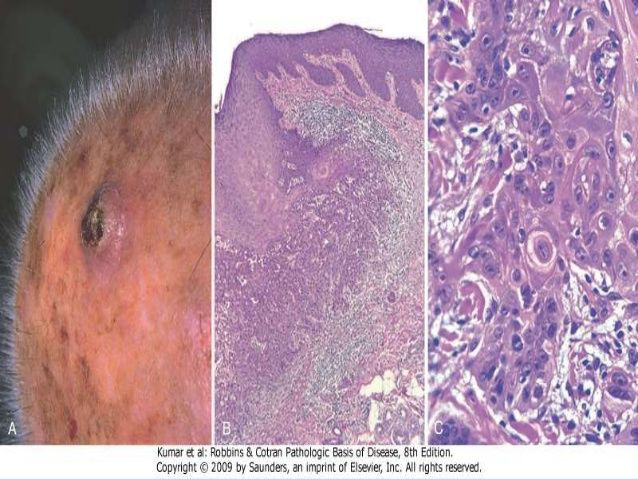 A
B
C
Kumar et al: Robbins & Cotran Pathologic Basis of Disease, 8th Edition.
Copyright © 2009 by Saunders, an imprint of Elsevier, Inc. All rights reserved.